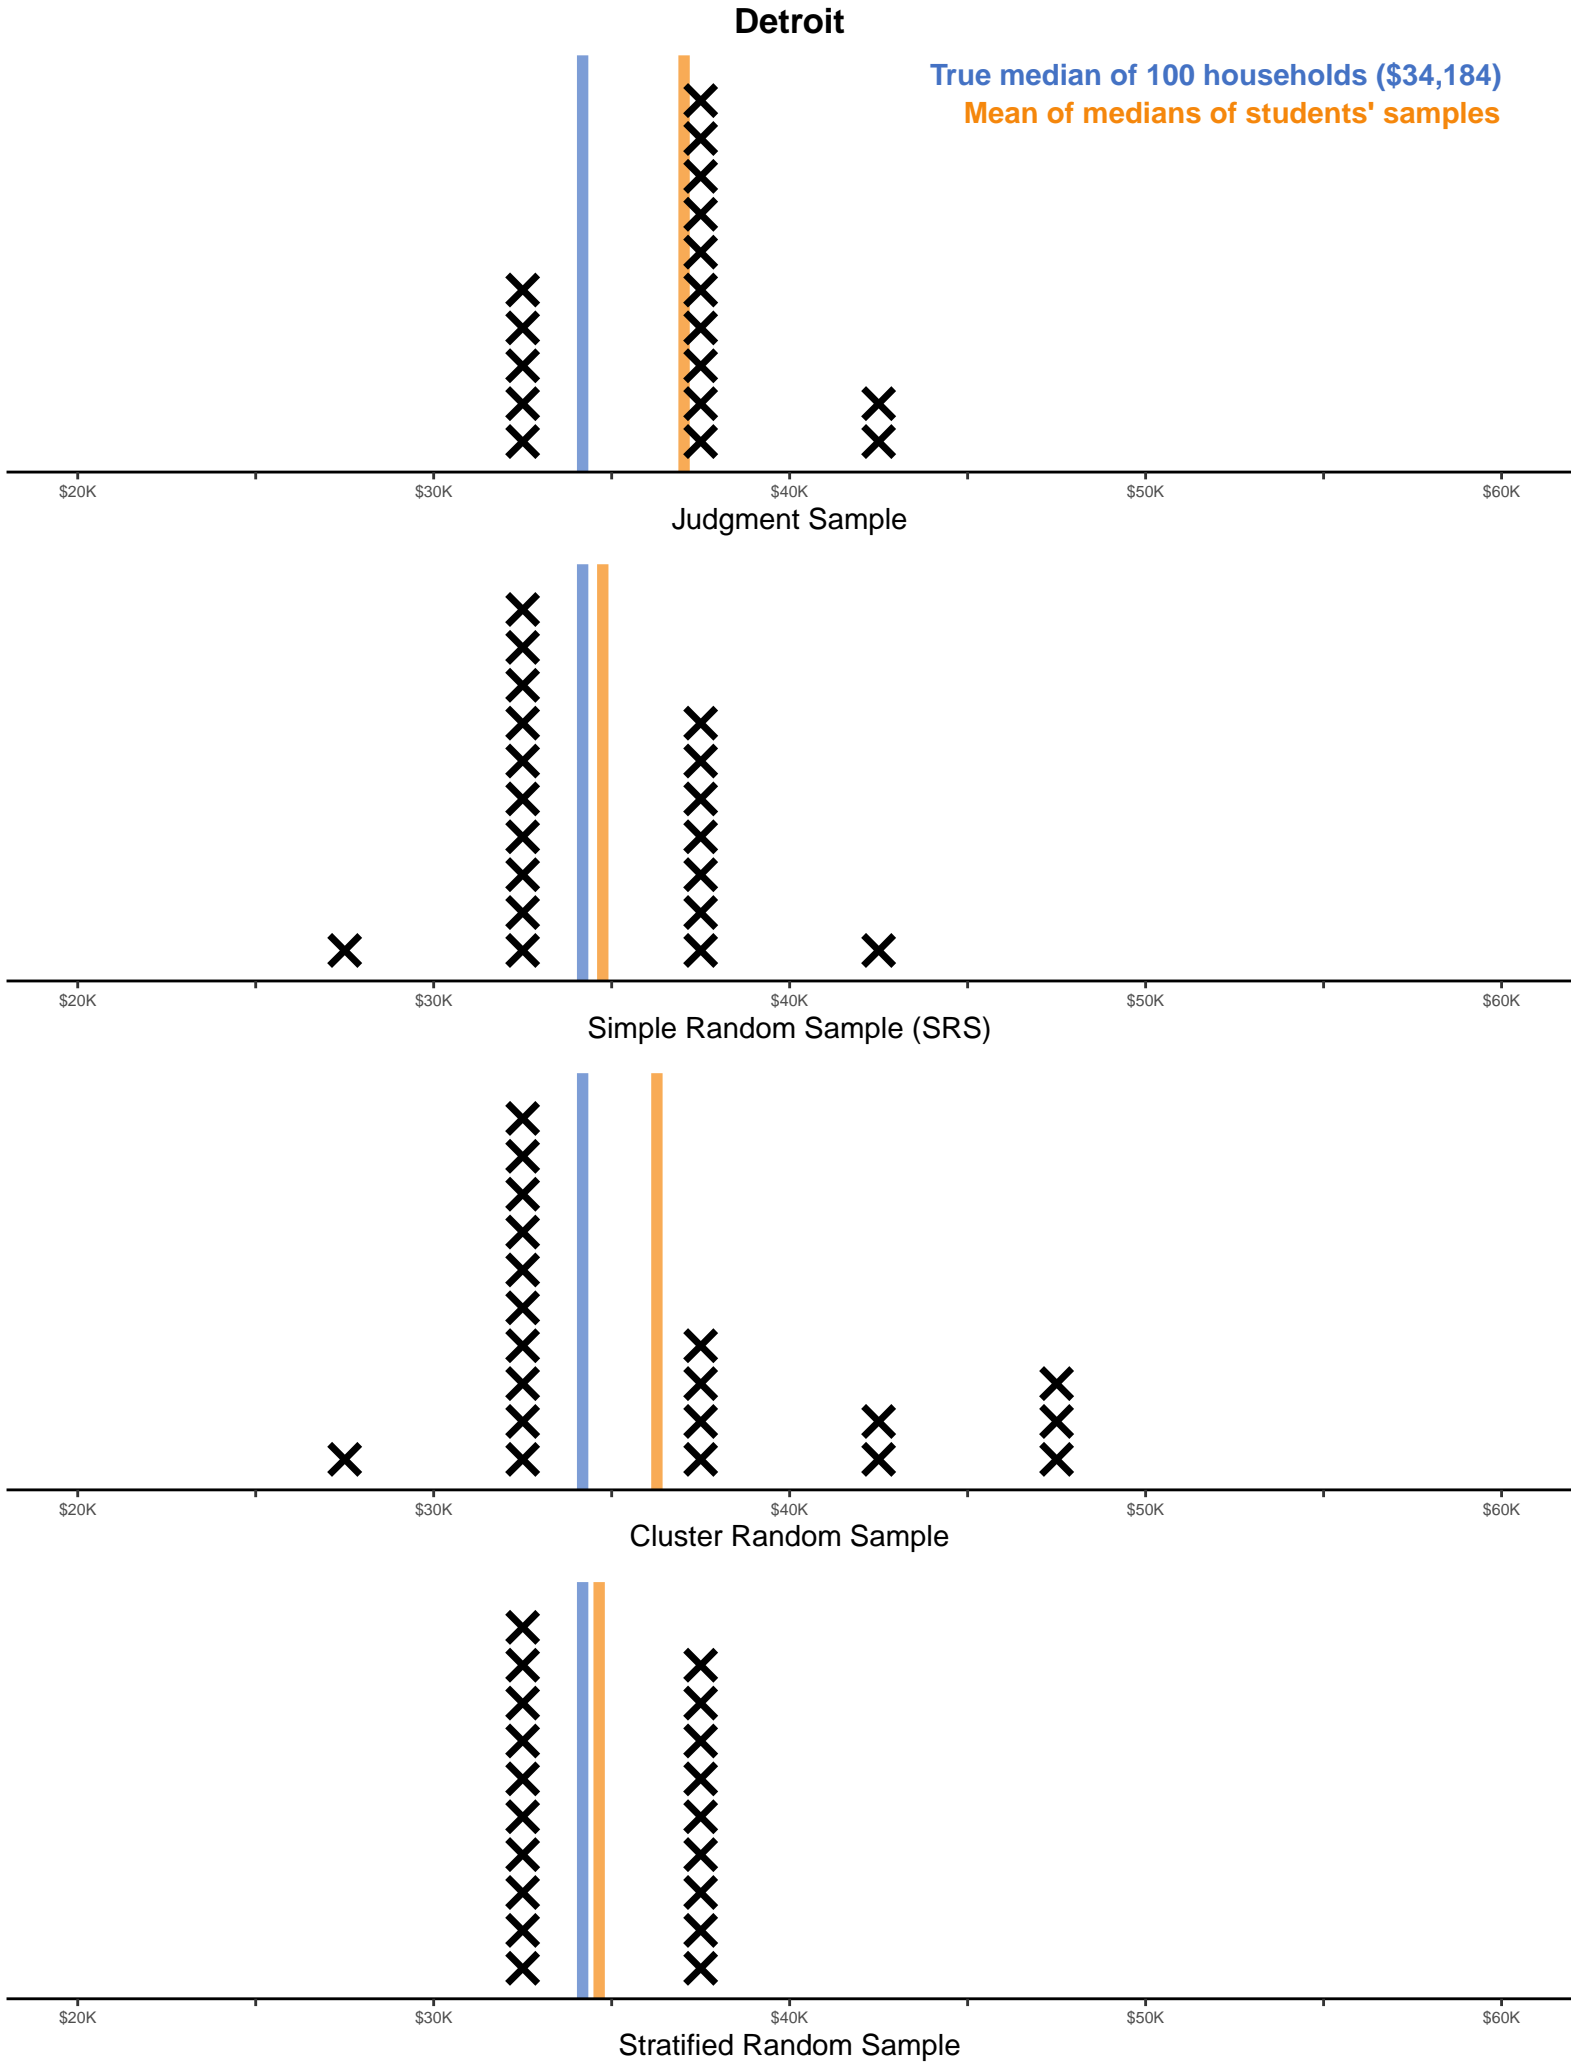 Detroit
True median of 100 households ($34,184)
Mean of medians of students' samples
$20K $30K $40K $50K $60K
Judgment Sample
$20K $30K $40K $50K $60K
Simple Random Sample (SRS)
$20K $30K $40K $50K $60K
Cluster Random Sample
$20K $30K $40K $50K $60K
Stratified Random Sample